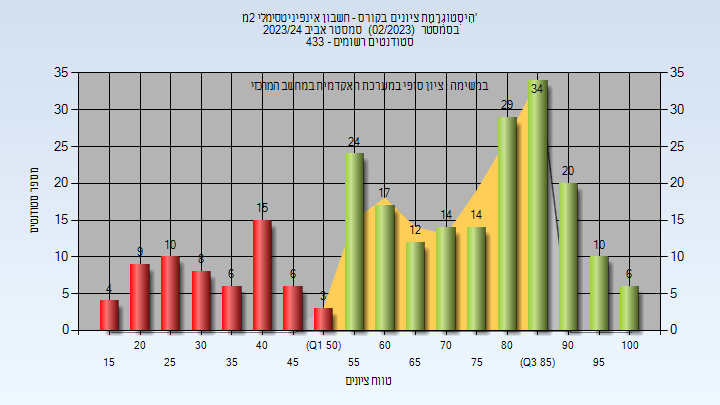 היסטוגרמת ציונים בקורס - חשבון אינפיניטסימלי 2מ'
בסמסטר (02/2023) סמסטר אביב 2023/24
סטודנטים רשומים - 433
במשימה : ציון סופי במערכת האקדמית במחשב המרכזי
מספר סטודנטים
35 30 25 20 15 10 5 0
35 30 25 20 15 10 5 0
4 9 10 8 6 15 6 3 24 17 12 14 14 29 34 20 10 6
20 30 40 (Q1 50) 60 70 80 90 100
15 25 35 45 55 65 75 (Q3 85) 95
טווח ציונים